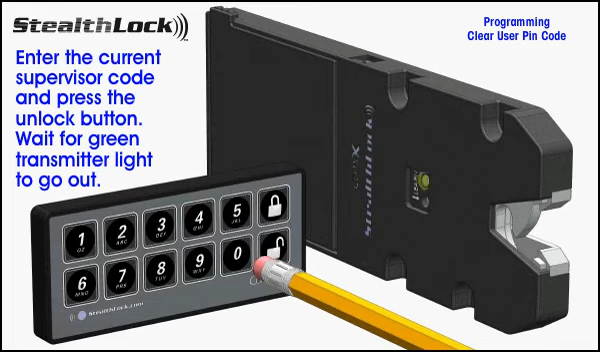 StealthLock
Programming
Clear User Pin Code
Enter the current
supervisor code
and press the
unlock button.
Wait for green
transmitter light
to go out.
StealthLock
1 2 3 4 5
OZ ABC DEF GHI JKL
6 7 8 9 0
MNO PRS TUV WXY
StealthLock.com